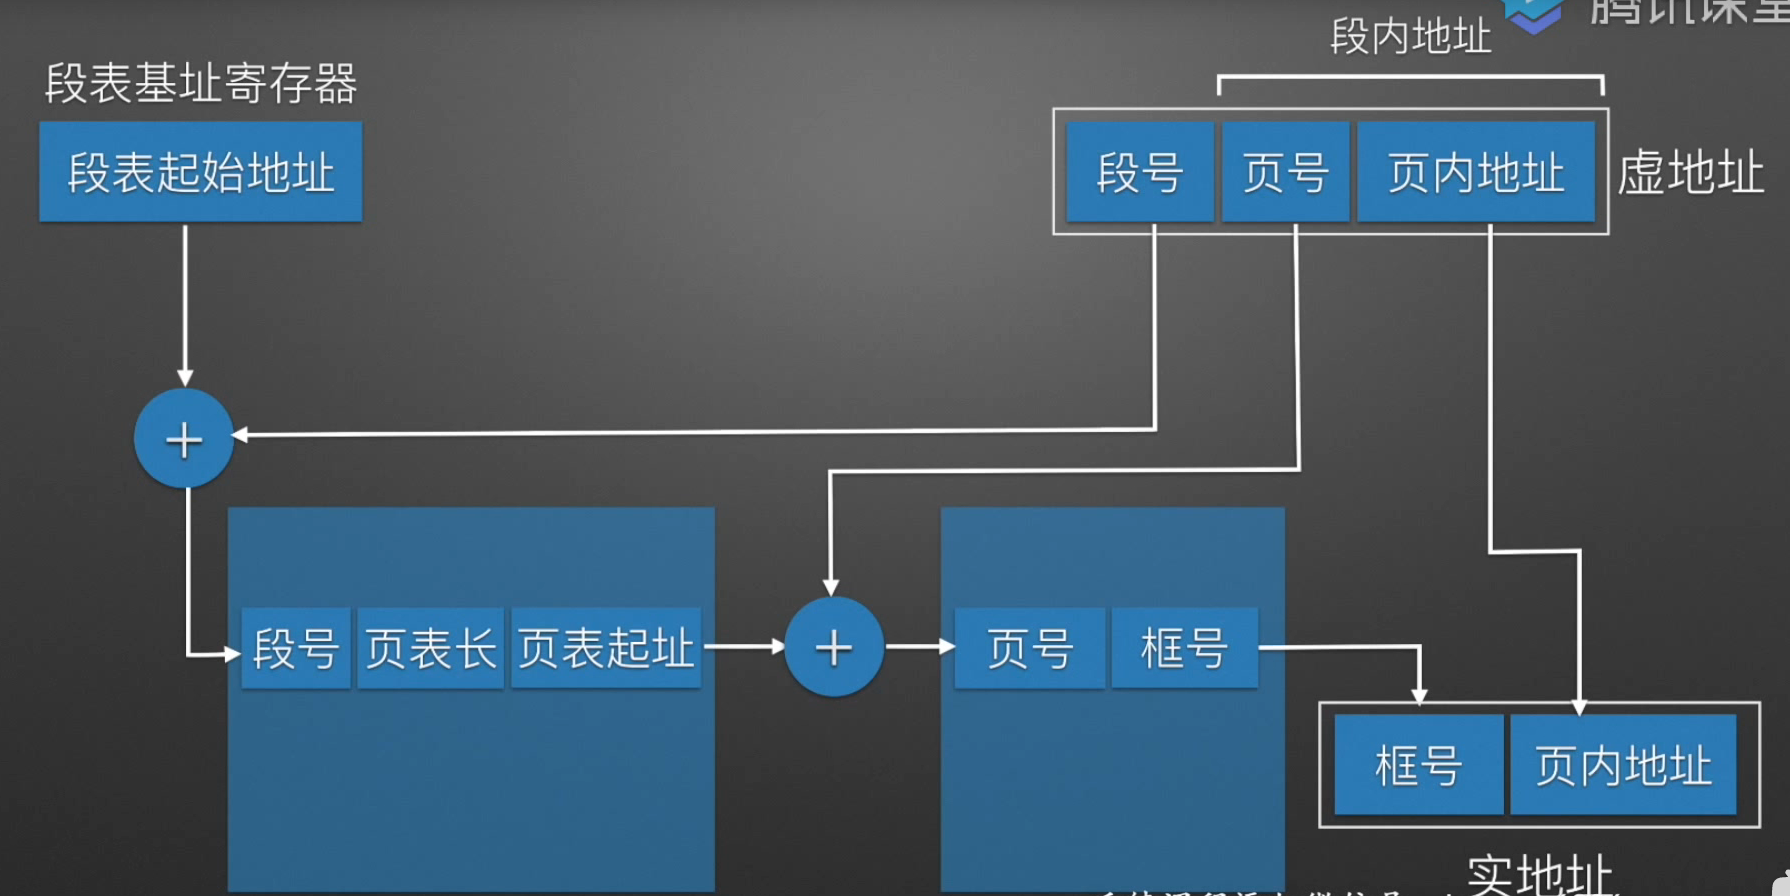 腾讯课堂
段内地址
段表基址寄存器
段表起始地址
段号 页号 页内地址 虚地址
+
段号 页表长 页表起址 + 页号 框号
框号 页内地址
实地址